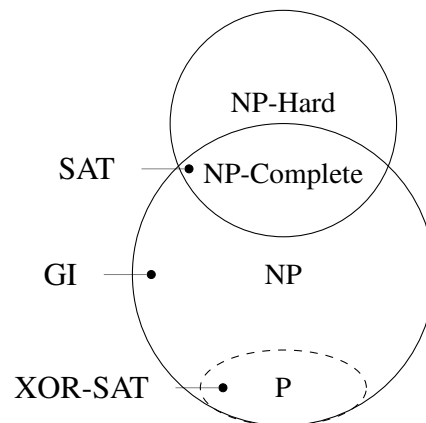 NP-Hard
SAT
NP-Complete
GI
NP
XOR-SAT
P